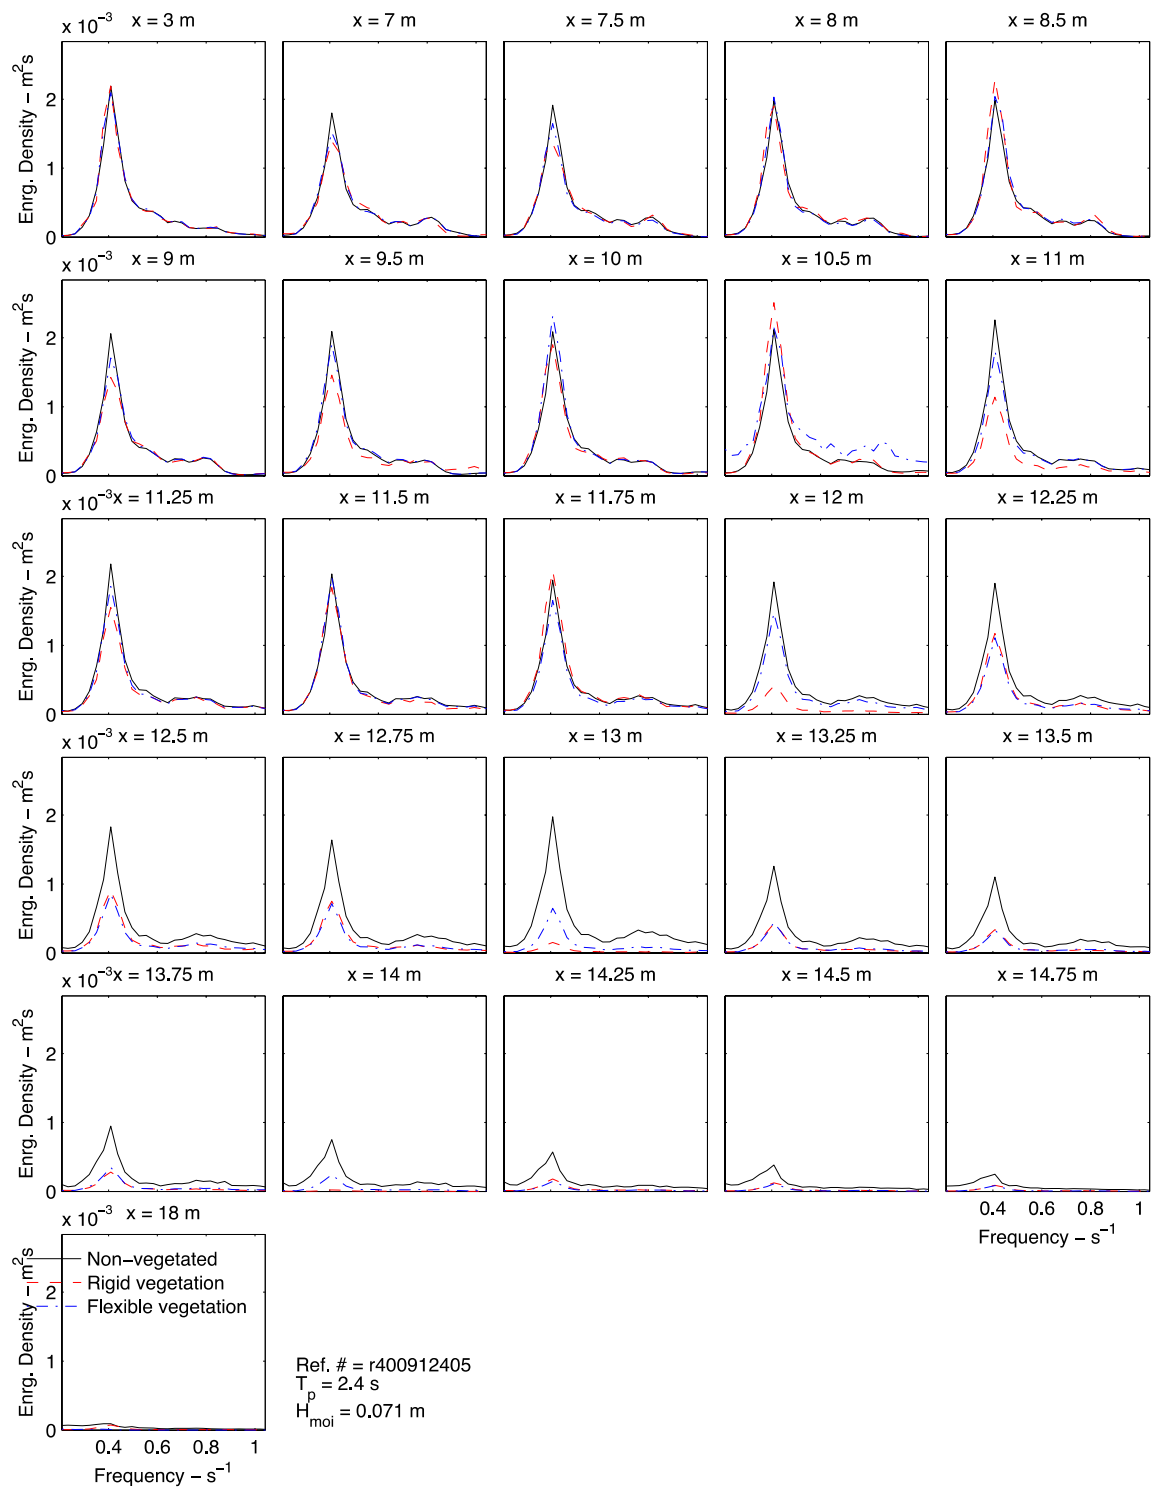 x 10⁻³ x = 3 m x = 7 m x = 7.5 m x = 8 m x = 8.5 m
Enrg. Density − m²s
2
1
0
x 10⁻³ x = 9 m x = 9.5 m x = 10 m x = 10.5 m x = 11 m
Enrg. Density − m²s
2
1
0
x 10⁻³ x = 11.25 m x = 11.5 m x = 11.75 m x = 12 m x = 12.25 m
Enrg. Density − m²s
2
1
0
x 10⁻³ x = 12.5 m x = 12.75 m x = 13 m x = 13.25 m x = 13.5 m
Enrg. Density − m²s
2
1
0
x 10⁻³ x = 13.75 m x = 14 m x = 14.25 m x = 14.5 m x = 14.75 m
Enrg. Density − m²s
2
1
0
0.4 0.6 0.8 1
Frequency − s⁻¹
x 10⁻³ x = 18 m
Enrg. Density − m²s
2
1
0
Non−vegetated
Rigid vegetation
Flexible vegetation
Ref. # = r400912405
T_p = 2.4 s
H_moi = 0.071 m
0.4 0.6 0.8 1
Frequency − s⁻¹